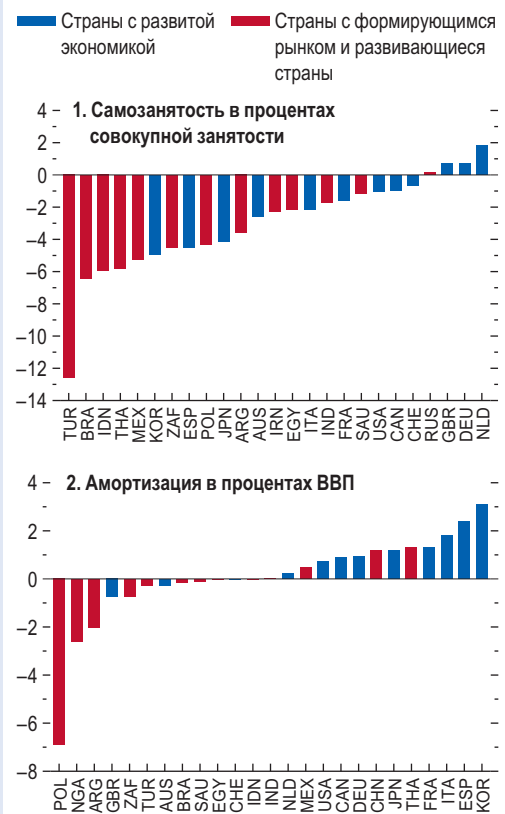 Страны с развитой
экономикой
Страны с формирующимся
рынком и развивающиеся
страны
1. Самозанятость в процентах
совокупной занятости
4
2
0
–2
–4
–6
–8
–10
–12
–14
TUR BRA IDN THA MEX KOR ZAF ESP POL JPN ARG AUS IRN EGY ITA IND FRA SAU USA CAN CHE RUS GBR DEU NLD
2. Амортизация в процентах ВВП
4
2
0
–2
–4
–6
–8
POL NGA ARG GBR ZAF TUR AUS BRA SAU EGY CHE IDN IND NLD MEX USA CAN DEU CHN JPN THA FRA ITA ESP KOR